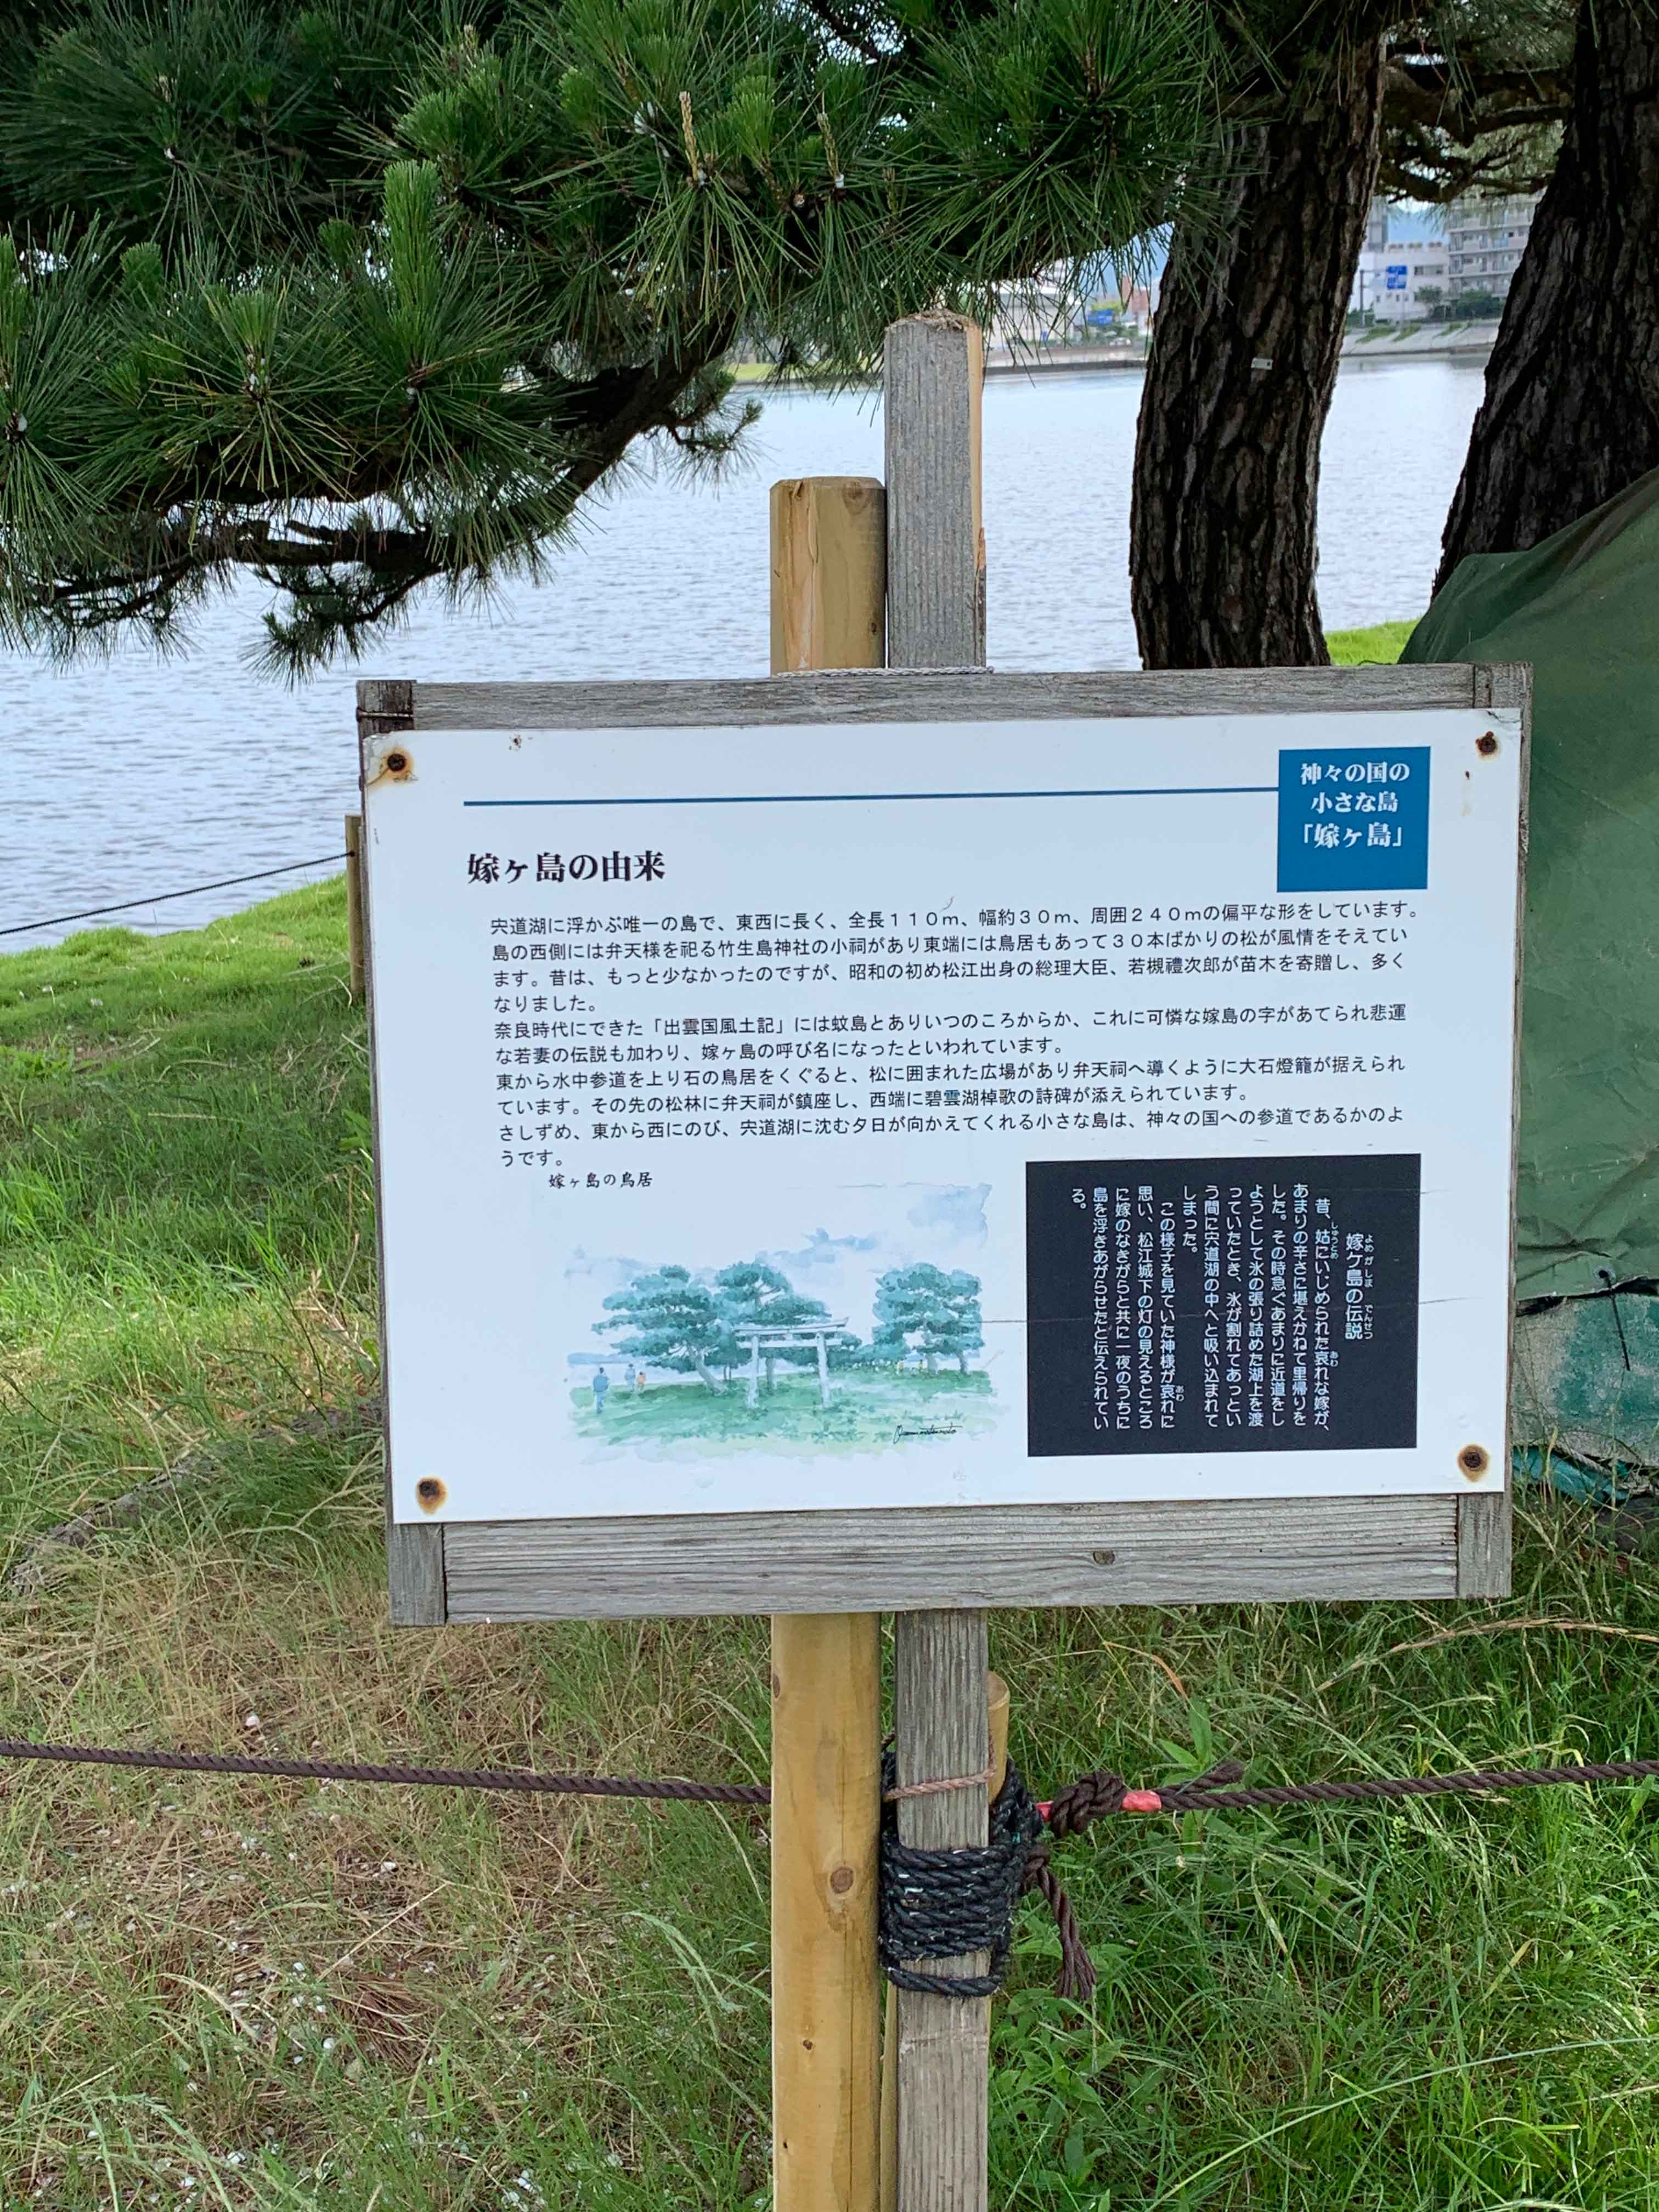 神々の国の
小さな島
「嫁ヶ島」
嫁ヶ島の由来
宍道湖に浮かぶ唯一の島で、東西に長く、全長１１０ｍ、幅約３０ｍ、周囲２４０ｍの偏平な形をしています。
島の西側には弁天様を祀る竹生島神社の小祠があり東端には鳥居もあって３０本ばかりの松が風情をそえてい
ます。昔は、もっと少なかったのですが、昭和の初め松江出身の総理大臣、若槻禮次郎が苗木を寄贈し、多く
なりました。
奈良時代にできた「出雲国風土記」には蚊島とありいつのころからか、これに可憐な嫁島の字があてられ悲運
な若妻の伝説も加わり、嫁ヶ島の呼び名になったといわれています。
東から水中参道を上り石の鳥居をくぐると、松に囲まれた広場があり弁天祠へ導くように大石燈籠が据えられ
ています。その先の松林に弁天祠が鎮座し、西端に碧雲湖棹歌の詩碑が添えられています。
さしずめ、東から西にのび、宍道湖に沈む夕日が向かえてくれる小さな島は、神々の国への参道であるかのよ
うです。
嫁ヶ島の鳥居
嫁ケ島の伝説
昔、姑にいじめられた哀れな嫁が、
あまりの辛さに堪えかねて里帰りを
した。その時急ぐあまりに近道をし
ようとして氷の張り詰めた湖上を渡
っていたとき、氷が割れてあっとい
う間に宍道湖の中へと吸い込まれて
しまった。
この様子を見ていた神様が哀れに
思い、松江城下の灯の見えるところ
に嫁のなきがらと共に一夜のうちに
島を浮きあがらせたと伝えられてい
る。